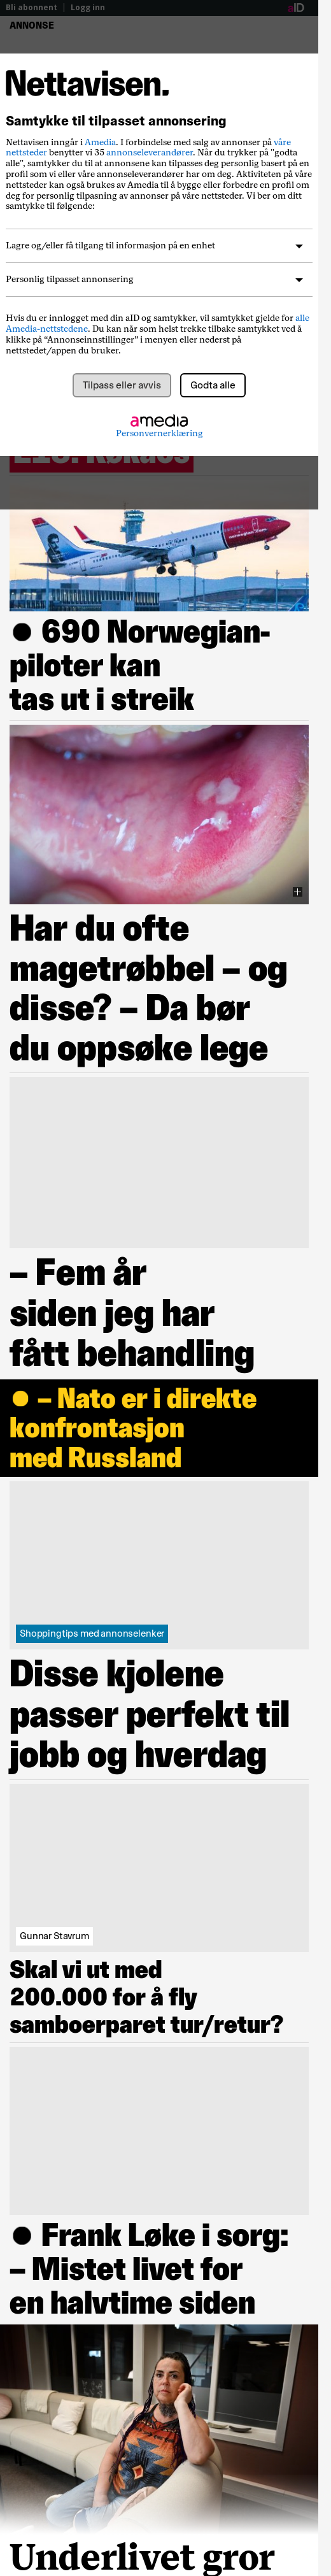 Bli abonnent | Logg inn
aID
ANNONSE
Nettavisen.
Samtykke til tilpasset annonsering
Nettavisen inngår i Amedia. I forbindelse med salg av annonser på våre
nettsteder benytter vi 35 annonseleverandører. Når du trykker på "godta
alle", samtykker du til at annonsene kan tilpasses deg personlig basert på en
profil som vi eller våre annonseleverandører har om deg. Aktiviteten på våre
nettsteder kan også brukes av Amedia til å bygge eller forbedre en profil om
deg for personlig tilpasning av annonser på våre nettsteder. Vi ber om ditt
samtykke til følgende:
Lagre og/eller få tilgang til informasjon på en enhet
Personlig tilpasset annonsering
Hvis du er innlogget med din aID og samtykker, vil samtykket gjelde for alle
Amedia-nettstedene. Du kan når som helst trekke tilbake samtykket ved å
klikke på “Annonseinnstillinger” i menyen eller nederst på
nettstedet/appen du bruker.
Tilpass eller avvis
Godta alle
amedia
Personvernerklæring
690 Norwegian-
piloter kan
tas ut i streik
Har du ofte
magetrøbbel – og
disse? – Da bør
du oppsøke lege
– Fem år
siden jeg har
fått behandling
– Nato er i direkte
konfrontasjon
med Russland
Shoppingtips med annonselenker
Disse kjolene
passer perfekt til
jobb og hverdag
Gunnar Stavrum
Skal vi ut med
200.000 for å fly
samboerparet tur/retur?
Frank Løke i sorg:
– Mistet livet for
en halvtime siden
Underlivet gror